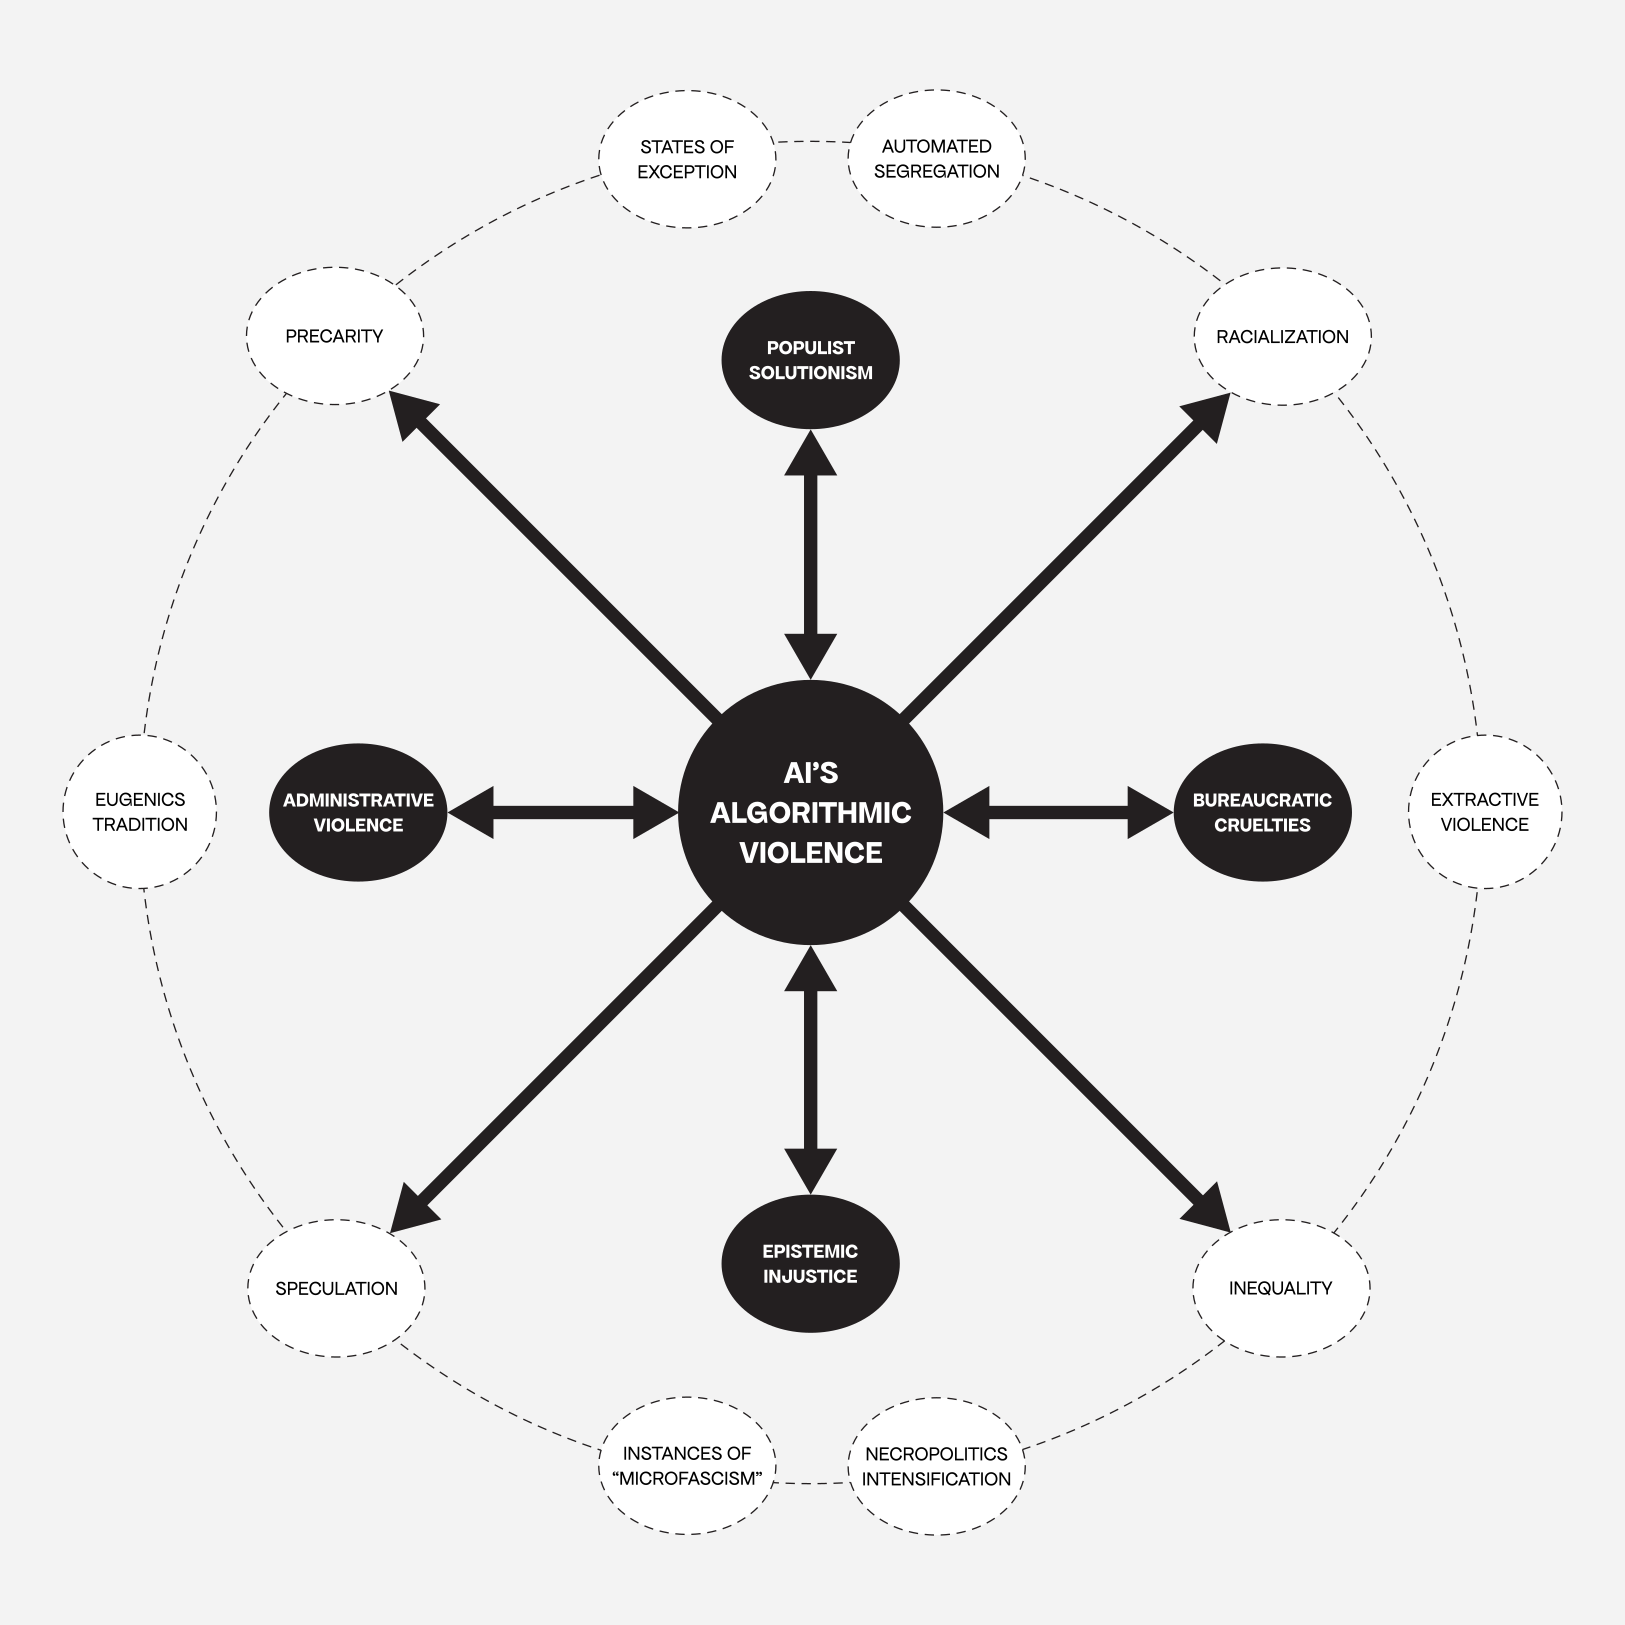 STATES OF
EXCEPTION
AUTOMATED
SEGREGATION
PRECARITY
RACIALIZATION
POPULIST
SOLUTIONISM
EUGENICS
TRADITION
ADMINISTRATIVE
VIOLENCE
AI’S
ALGORITHMIC
VIOLENCE
BUREAUCRATIC
CRUELTIES
EXTRACTIVE
VIOLENCE
EPISTEMIC
INJUSTICE
SPECULATION
INEQUALITY
INSTANCES OF
“MICROFASCISM”
NECROPOLITICS
INTENSIFICATION